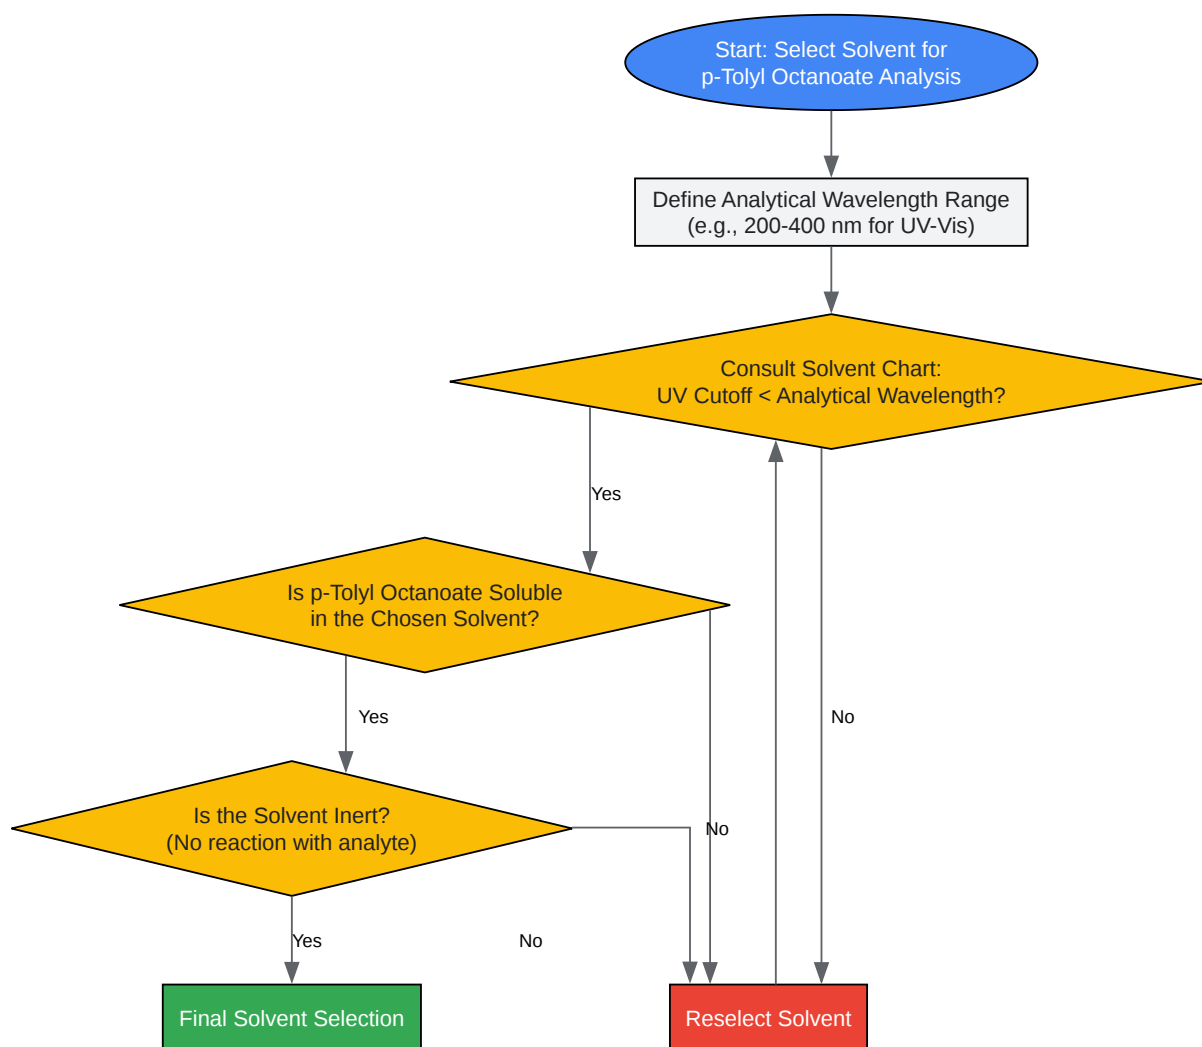 Start: Select Solvent for
p-Tolyl Octanoate Analysis
Define Analytical Wavelength Range
(e.g., 200-400 nm for UV-Vis)
Consult Solvent Chart:
UV Cutoff < Analytical Wavelength?
Yes
Is p-Tolyl Octanoate Soluble
in the Chosen Solvent?
Yes
No
Is the Solvent Inert?
(No reaction with analyte)
No
Yes
No
Final Solvent Selection
Reselect Solvent